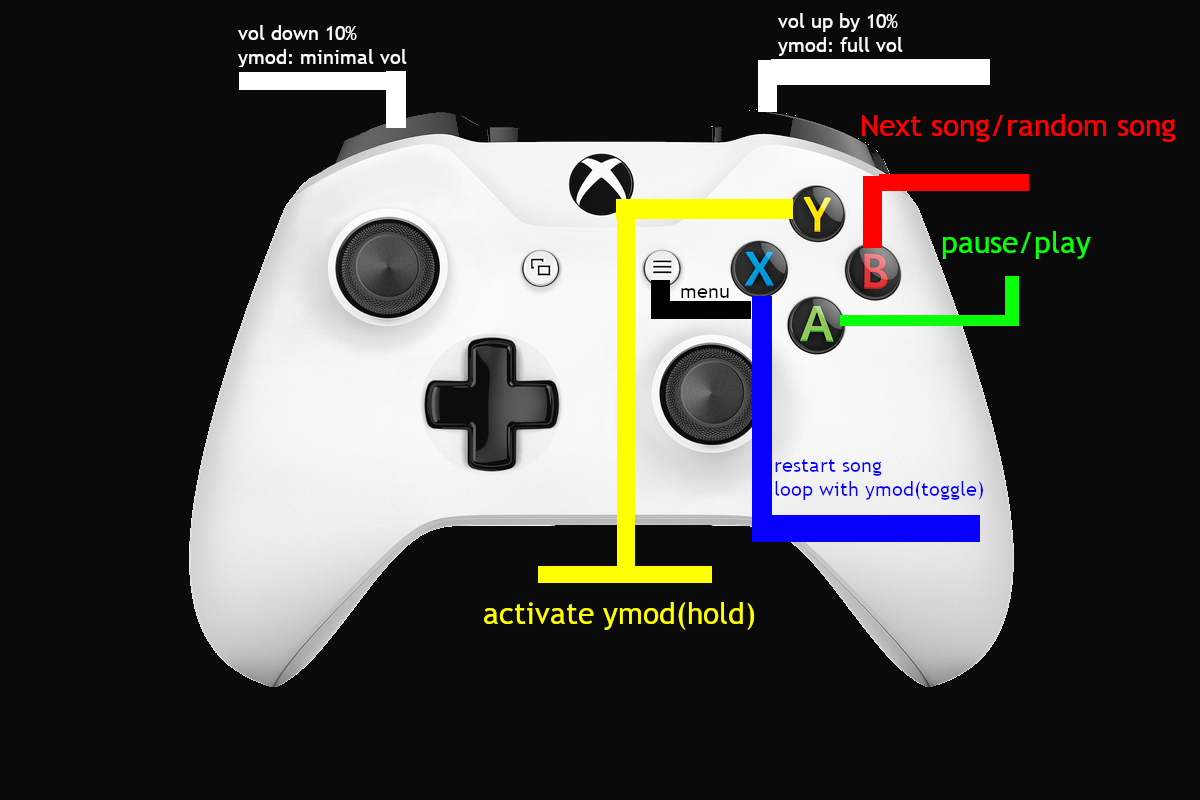 vol down 10%
ymod: minimal vol
vol up by 10%
ymod: full vol
Next song/random song
Y
pause/play
X
B
menu
A
restart song
loop with ymod(toggle)
activate ymod(hold)